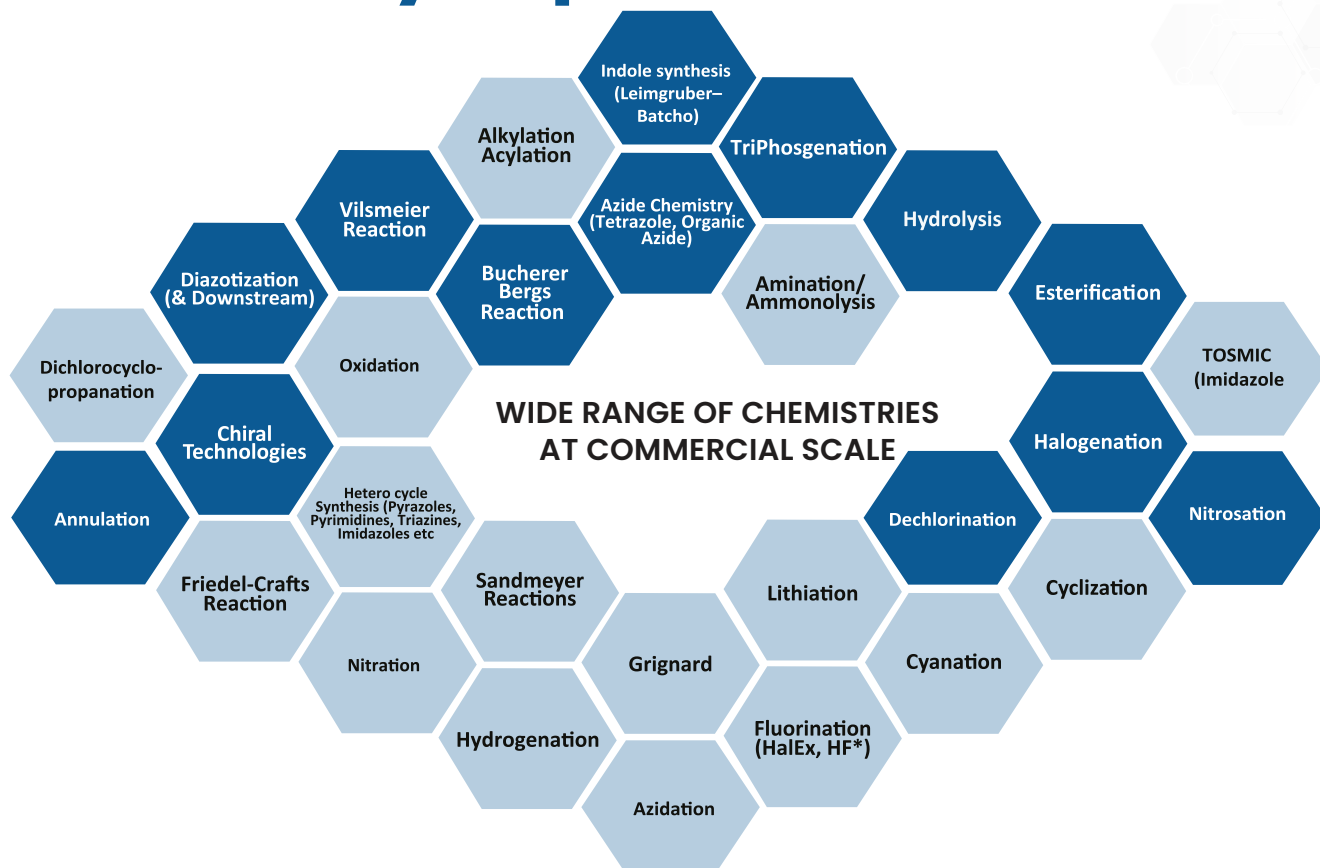 Indole synthesis
(Leimgruber–
Batcho)
Alkylation
Acylation
TriPhosgenation
Vilsmeier
Reaction
Azide Chemistry
(Tetrazole, Organic
Azide)
Hydrolysis
Diazotization
(& Downstream)
Bucherer
Bergs
Reaction
Amination/
Ammonolysis
Esterification
Dichlorocyclo-
propanation
Oxidation
TOSMIC
(Imidazole
WIDE RANGE OF CHEMISTRIES
AT COMMERCIAL SCALE
Chiral
Technologies
Halogenation
Annulation
Hetero cycle
Synthesis (Pyrazoles,
Pyrimidines, Triazines,
Imidazoles etc
Dechlorination
Nitrosation
Friedel-Crafts
Reaction
Sandmeyer
Reactions
Lithiation
Cyclization
Nitration
Grignard
Cyanation
Hydrogenation
Fluorination
(HalEx, HF*)
Azidation